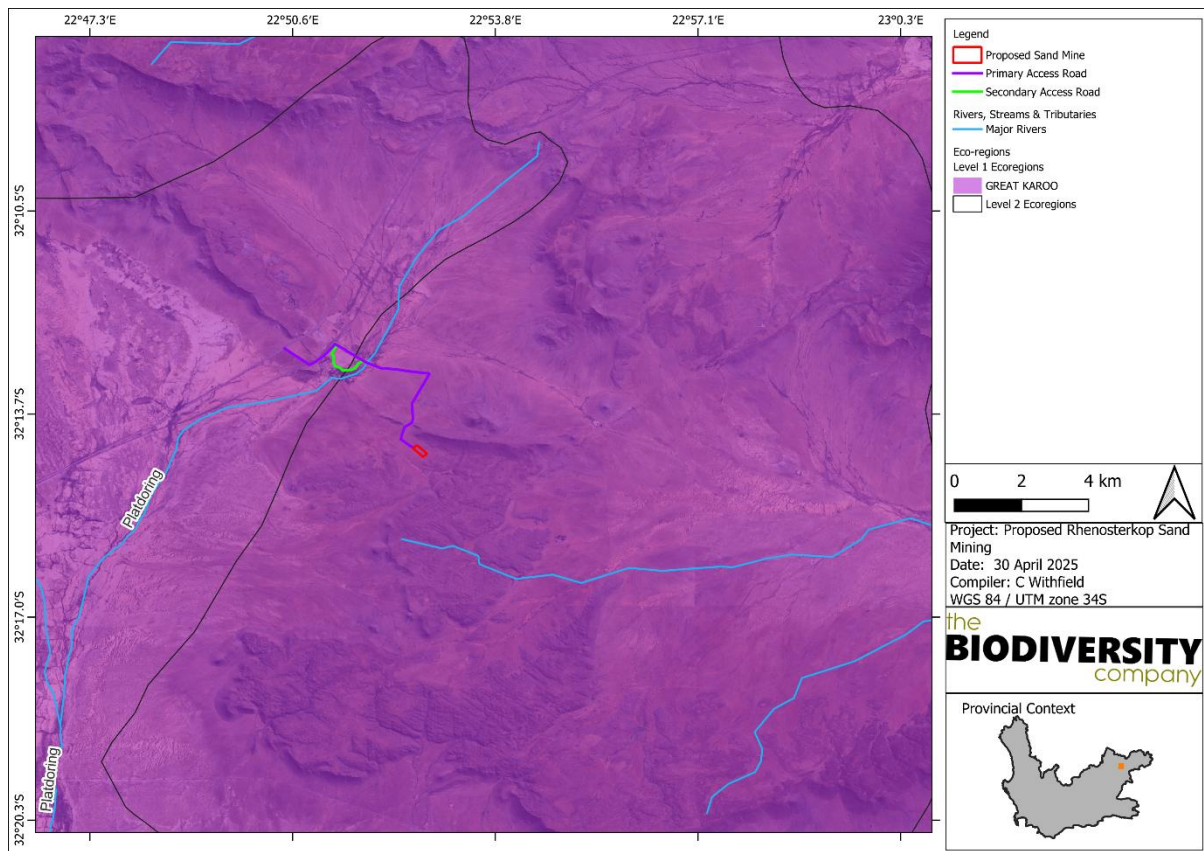 22°47.3'E
22°50.6'E
22°53.8'E
22°57.1'E
23°0.3'E
32°10.5'S
32°13.7'S
32°17.0'S
32°20.3'S
Platdoring
Platdoring
Legend
Proposed Sand Mine
Primary Access Road
Secondary Access Road
Rivers, Streams & Tributaries
Major Rivers
Eco-regions
Level 1 Ecoregions
GREAT KAROO
Level 2 Ecoregions
0 2 4 km
Project: Proposed Rhenosterkop Sand
Mining
Date: 30 April 2025
Compiler: C Withfield
WGS 84 / UTM zone 34S
the
BIODIVERSITY
company
Provincial Context